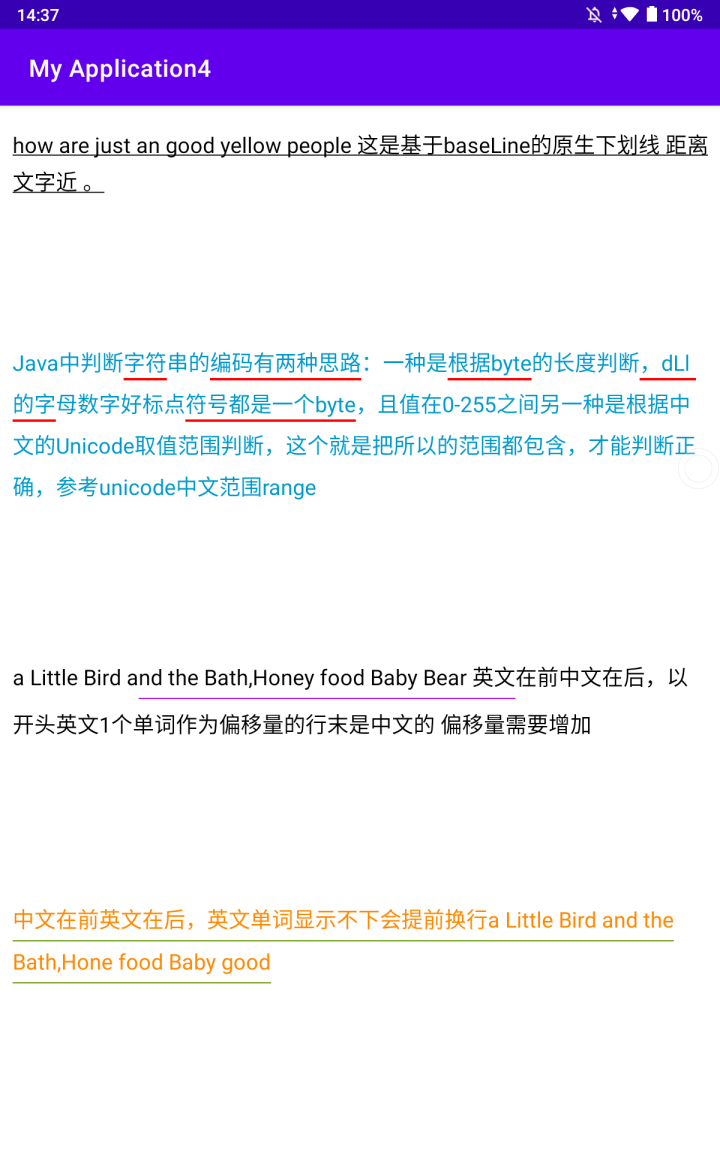 14:37
100%
My Application4
how are just an good yellow people 这是基于baseLine的原生下划线 距离
文字近 。
Java中判断字符串的编码有两种思路：一种是根据byte的长度判断，dLl
的字母数字好标点符号都是一个byte，且值在0-255之间另一种是根据中
文的Unicode取值范围判断，这个就是把所以的范围都包含，才能判断正
确，参考unicode中文范围range
a Little Bird and the Bath,Honey food Baby Bear 英文在前中文在后，以
开头英文1个单词作为偏移量的行末是中文的 偏移量需要增加
中文在前英文在后，英文单词显示不下会提前换行a Little Bird and the
Bath,Hone food Baby good